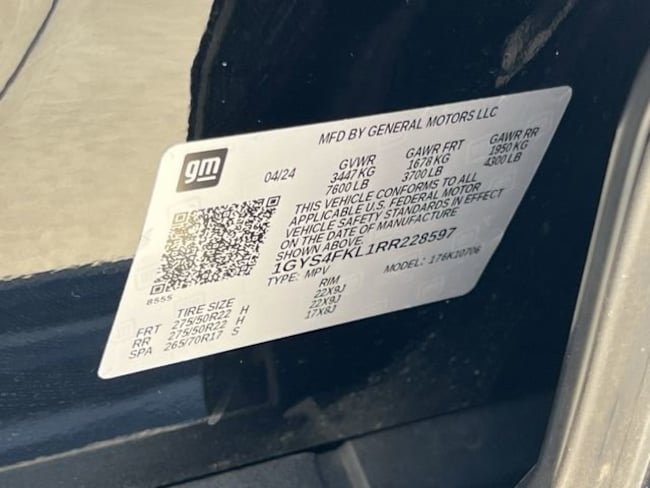 MFD BY GENERAL MOTORS LLC
gm
04/24
GVWR GAWR FRT GAWR RR
3447 KG 1678 KG 1950 KG
7600 LB 3700 LB 4300 LB
THIS VEHICLE CONFORMS TO ALL
APPLICABLE U.S. FEDERAL MOTOR
VEHICLE SAFETY STANDARDS IN EFFECT
ON THE DATE OF MANUFACTURE
SHOWN ABOVE.
1GYS4FKL1RR228597
TYPE: MPV MODEL: 176K10706
8555
TIRE SIZE RIM
FRT 275/50R22 H 22X9J
RR 275/50R22 H 22X9J
SPA 265/70R17 S 17X8J